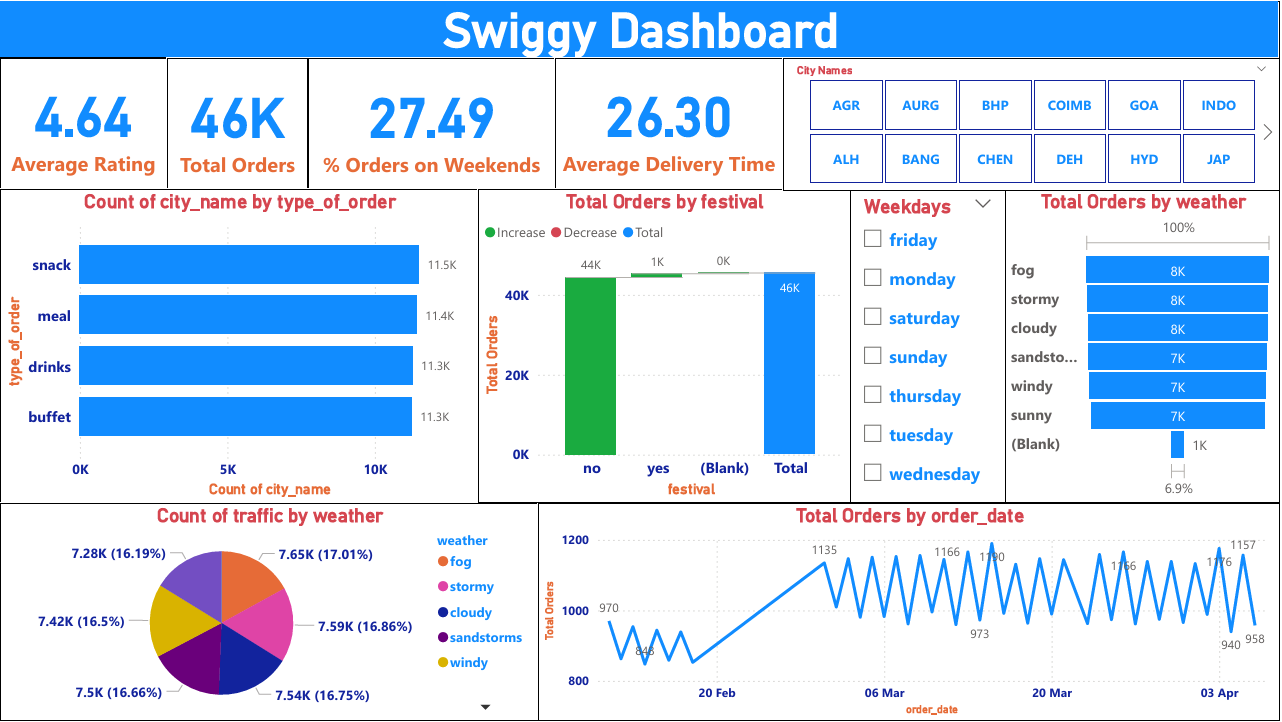 Swiggy Dashboard
4.64
Average Rating
46K
Total Orders
27.49
% Orders on Weekends
26.30
Average Delivery Time
City Names
AGR AURG BHP COIMB GOA INDO
ALH BANG CHEN DEH HYD JAP
Count of city_name by type_of_order
type_of_order
snack 11.5K
meal 11.4K
drinks 11.3K
buffet 11.3K
0K 5K 10K
Count of city_name
Total Orders by festival
Increase Decrease Total
Total Orders
44K 1K 0K
40K 46K
20K
0K
no yes (Blank) Total
festival
Weekdays
friday
monday
saturday
sunday
thursday
tuesday
wednesday
Total Orders by weather
100%
fog 8K
stormy 8K
cloudy 8K
sandsto... 7K
windy 7K
sunny 7K
(Blank) 1K
6.9%
Count of traffic by weather
7.28K (16.19%) 7.65K (17.01%)
7.42K (16.5%) 7.59K (16.86%)
7.5K (16.66%) 7.54K (16.75%)
weather
fog
stormy
cloudy
sandstorms
windy
Total Orders by order_date
Total Orders
1200
1000
800
970 848 1135 1166 973 1190 1166 1176 940 1157 958
20 Feb 06 Mar 20 Mar 03 Apr
order_date